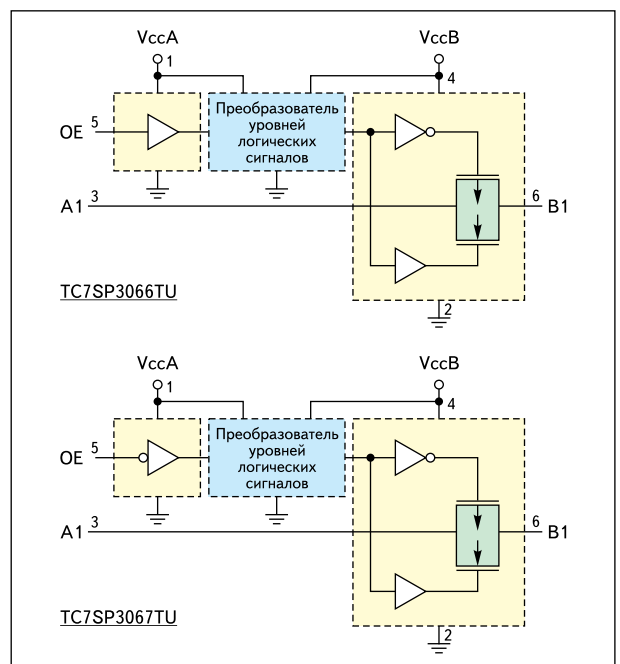 VccA
VccB
1
4
OE 5
Преобразователь
уровней
логических
сигналов
A1 3
6 B1
2
TC7SP3066TU
VccA
VccB
1
4
OE 5
Преобразователь
уровней
логических
сигналов
A1 3
6 B1
2
TC7SP3067TU